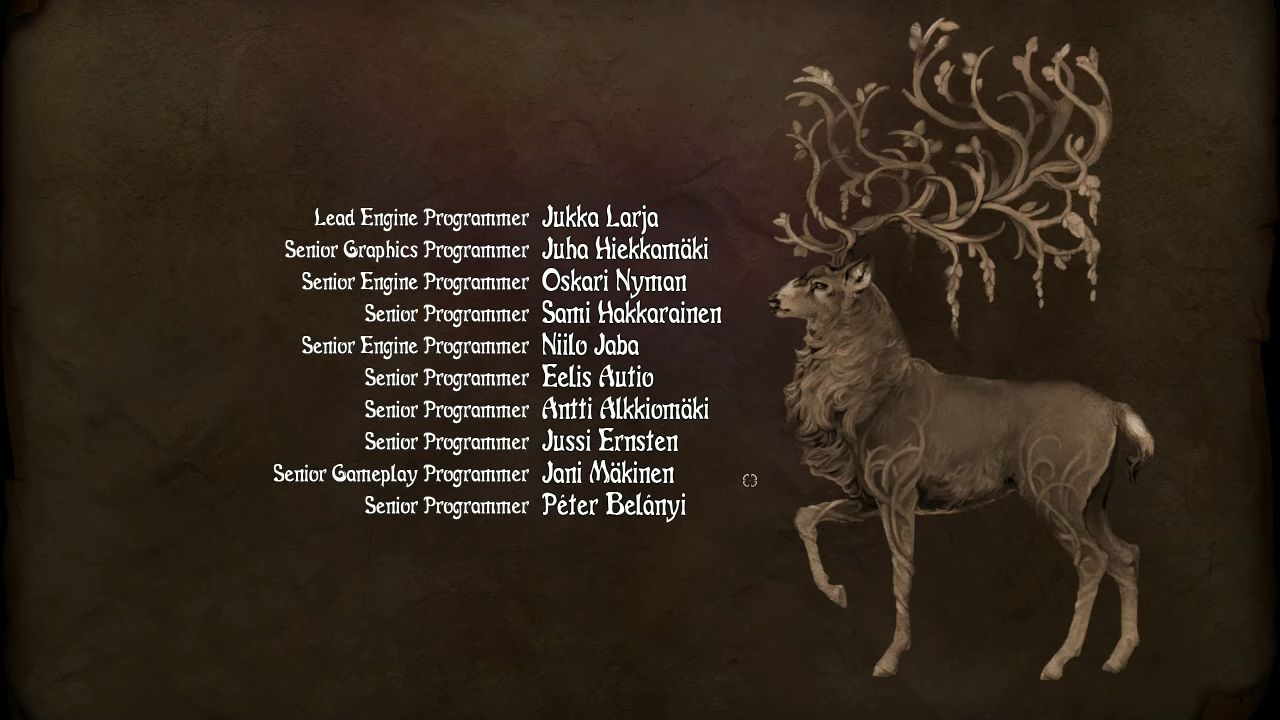 Lead Engine Programmer Jukka Larja
Senior Graphics Programmer Juha Hiekkamäki
Senior Engine Programmer Oskari Nyman
Senior Programmer Sami Hakkarainen
Senior Engine Programmer Niilo Jaba
Senior Programmer Eelis Autio
Senior Programmer Antti Alkkiomäki
Senior Programmer Jussi Ernsten
Senior Gameplay Programmer Jani Mäkinen
Senior Programmer Péter Belányi